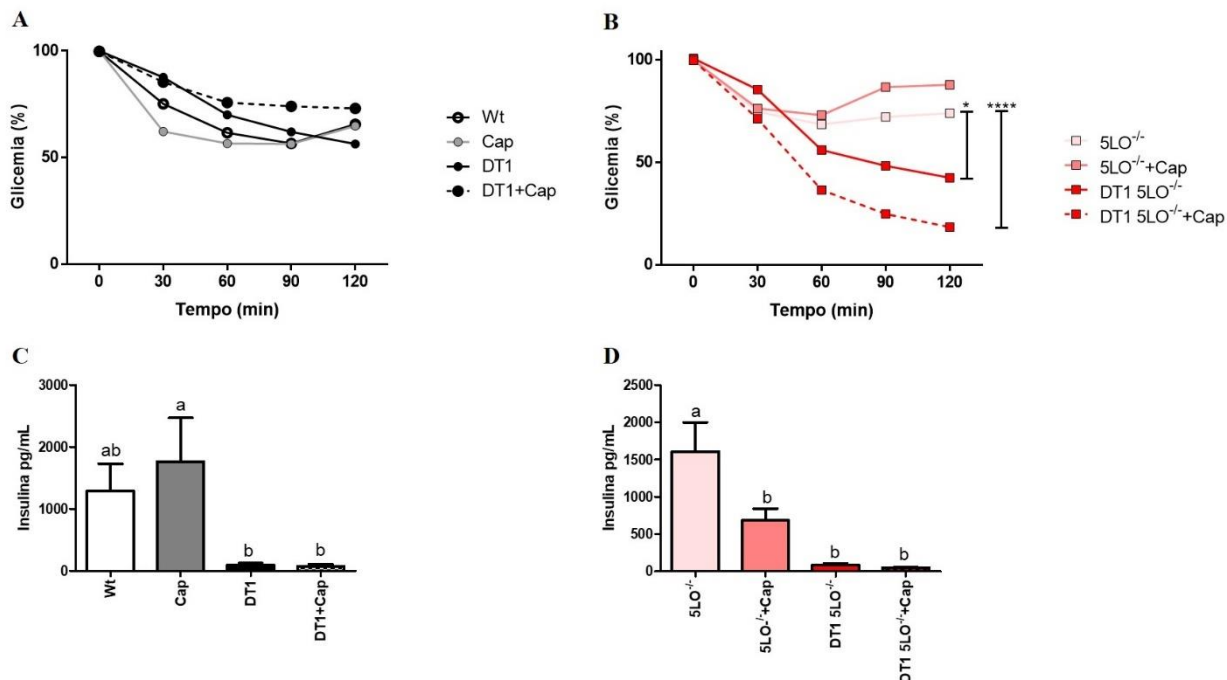 A
100
50
0
Glicemia (%)
0 30 60 90 120
Tempo (min)
Wt
Cap
DT1
DT1+Cap
B
100
50
0
Glicemia (%)
0 30 60 90 120
Tempo (min)
* ****
5LO-/-
5LO-/-+Cap
DT1 5LO-/-
DT1 5LO-/-+Cap
C
3000
2000
1000
0
Insulina pg/mL
ab a b b
Wt Cap DT1 DT1+Cap
D
2500
2000
1500
1000
500
0
Insulina pg/mL
a b b b
5LO-/- 5LO-/-+Cap DT1 5LO-/- DT1 5LO-/-+Cap